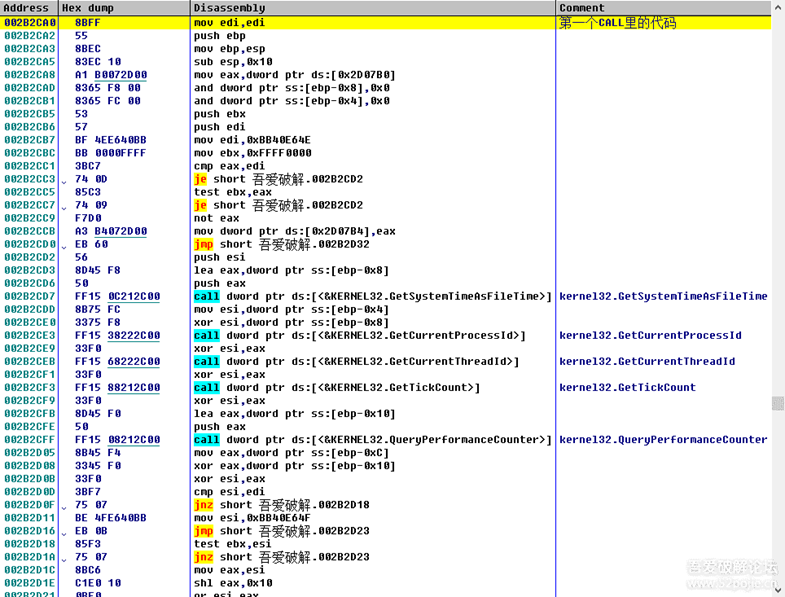 Address Hex dump Disassembly Comment
002B2CA0 8BFF mov edi,edi 第一个CALL里的代码
002B2CA2 55 push ebp
002B2CA3 8BEC mov ebp,esp
002B2CA5 83EC 10 sub esp,0x10
002B2CA8 A1 B0072D00 mov eax,dword ptr ds:[0x2D07B0]
002B2CAD 8365 F8 00 and dword ptr ss:[ebp-0x8],0x0
002B2CB1 8365 FC 00 and dword ptr ss:[ebp-0x4],0x0
002B2CB5 53 push ebx
002B2CB6 57 push edi
002B2CB7 BF 4EE640BB mov edi,0xBB40E64E
002B2CBC BB 0000FFFF mov ebx,0xFFFF0000
002B2CC1 3BC7 cmp eax,edi
002B2CC3 74 0D je short 吾爱破解.002B2CD2
002B2CC5 85C3 test ebx,eax
002B2CC7 74 09 je short 吾爱破解.002B2CD2
002B2CC9 F7D0 not eax
002B2CCB A3 B4072D00 mov dword ptr ds:[0x2D07B4],eax
002B2CD0 EB 60 jmp short 吾爱破解.002B2D32
002B2CD2 56 push esi
002B2CD3 8D45 F8 lea eax,dword ptr ss:[ebp-0x8]
002B2CD6 50 push eax
002B2CD7 FF15 0C212C00 call dword ptr ds:[<&KERNEL32.GetSystemTimeAsFileTime>] kernel32.GetSystemTimeAsFileTime
002B2CDD 8B75 FC mov esi,dword ptr ss:[ebp-0x4]
002B2CE0 3375 F8 xor esi,dword ptr ss:[ebp-0x8]
002B2CE3 FF15 38222C00 call dword ptr ds:[<&KERNEL32.GetCurrentProcessId>] kernel32.GetCurrentProcessId
002B2CE9 33F0 xor esi,eax
002B2CEB FF15 68222C00 call dword ptr ds:[<&KERNEL32.GetCurrentThreadId>] kernel32.GetCurrentThreadId
002B2CF1 33F0 xor esi,eax
002B2CF3 FF15 88212C00 call dword ptr ds:[<&KERNEL32.GetTickCount>] kernel32.GetTickCount
002B2CF9 33F0 xor esi,eax
002B2CFB 8D45 F0 lea eax,dword ptr ss:[ebp-0x10]
002B2CFE 50 push eax
002B2CFF FF15 08212C00 call dword ptr ds:[<&KERNEL32.QueryPerformanceCounter>] kernel32.QueryPerformanceCounter
002B2D05 8B45 F4 mov eax,dword ptr ss:[ebp-0xC]
002B2D08 3345 F0 xor eax,dword ptr ss:[ebp-0x10]
002B2D0B 33F0 xor esi,eax
002B2D0D 3BF7 cmp esi,edi
002B2D0F 75 07 jnz short 吾爱破解.002B2D18
002B2D11 BE 4FE640BB mov esi,0xBB40E64F
002B2D16 EB 0B jmp short 吾爱破解.002B2D23
002B2D18 85F3 test ebx,esi
002B2D1A 75 07 jnz short 吾爱破解.002B2D23
002B2D1C 8BC6 mov eax,esi
002B2D1E C1E0 10 shl eax,0x10
002B2D21 0BF0 or esi,eax
吾爱破解论坛
www.52pojie.cn